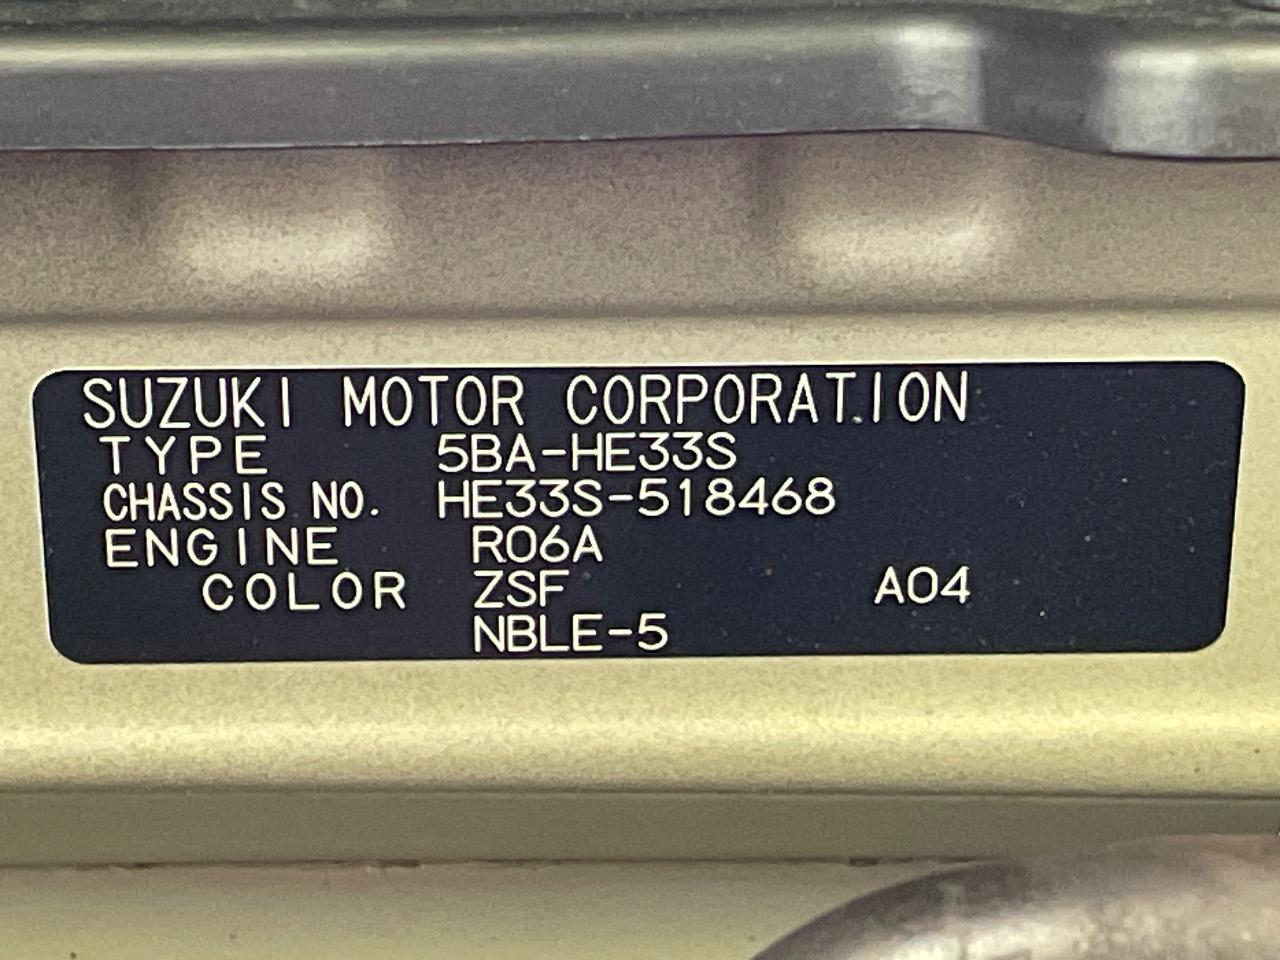 SUZUKI MOTOR CORPORATION
TYPE 5BA-HE33S
CHASSIS NO. HE33S-518468
ENGINE R06A
COLOR ZSF A04
NBLE-5